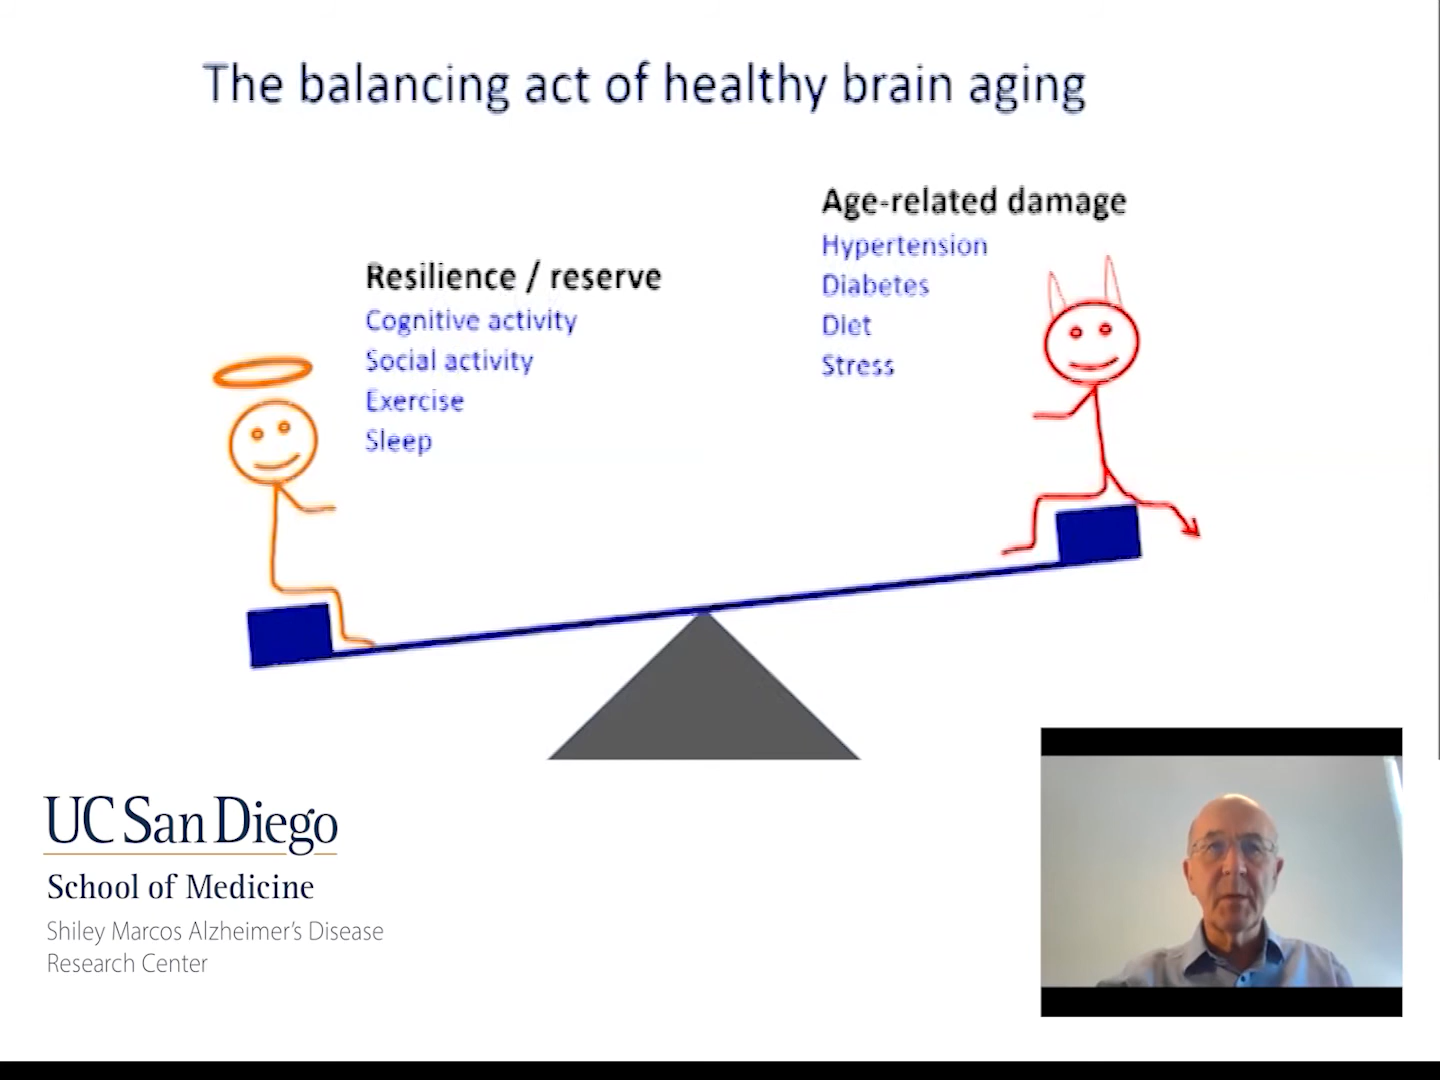 The balancing act of healthy brain aging
Resilience / reserve
Cognitive activity
Social activity
Exercise
Sleep
Age-related damage
Hypertension
Diabetes
Diet
Stress
UC San Diego
School of Medicine
Shiley Marcos Alzheimer's Disease
Research Center